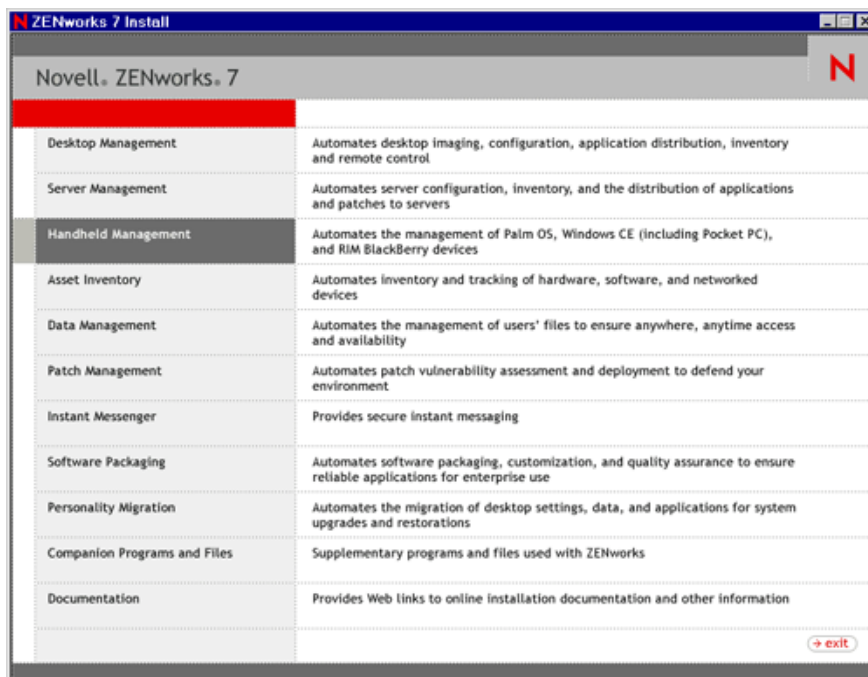 ZENworks 7 Install
Novell® ZENworks® 7
N
Desktop Management
Automates desktop imaging, configuration, application distribution, inventory
and remote control
Server Management
Automates server configuration, inventory, and the distribution of applications
and patches to servers
Handheld Management
Automates the management of Palm OS, Windows CE (including Pocket PC),
and RIM BlackBerry devices
Asset Inventory
Automates inventory and tracking of hardware, software, and networked
devices
Data Management
Automates the management of users' files to ensure anywhere, anytime access
and availability
Patch Management
Automates patch vulnerability assessment and deployment to defend your
environment
Instant Messenger
Provides secure instant messaging
Software Packaging
Automates software packaging, customization, and quality assurance to ensure
reliable applications for enterprise use
Personality Migration
Automates the migration of desktop settings, data, and applications for system
upgrades and restorations
Companion Programs and Files
Supplementary programs and files used with ZENworks
Documentation
Provides Web links to online installation documentation and other information
exit